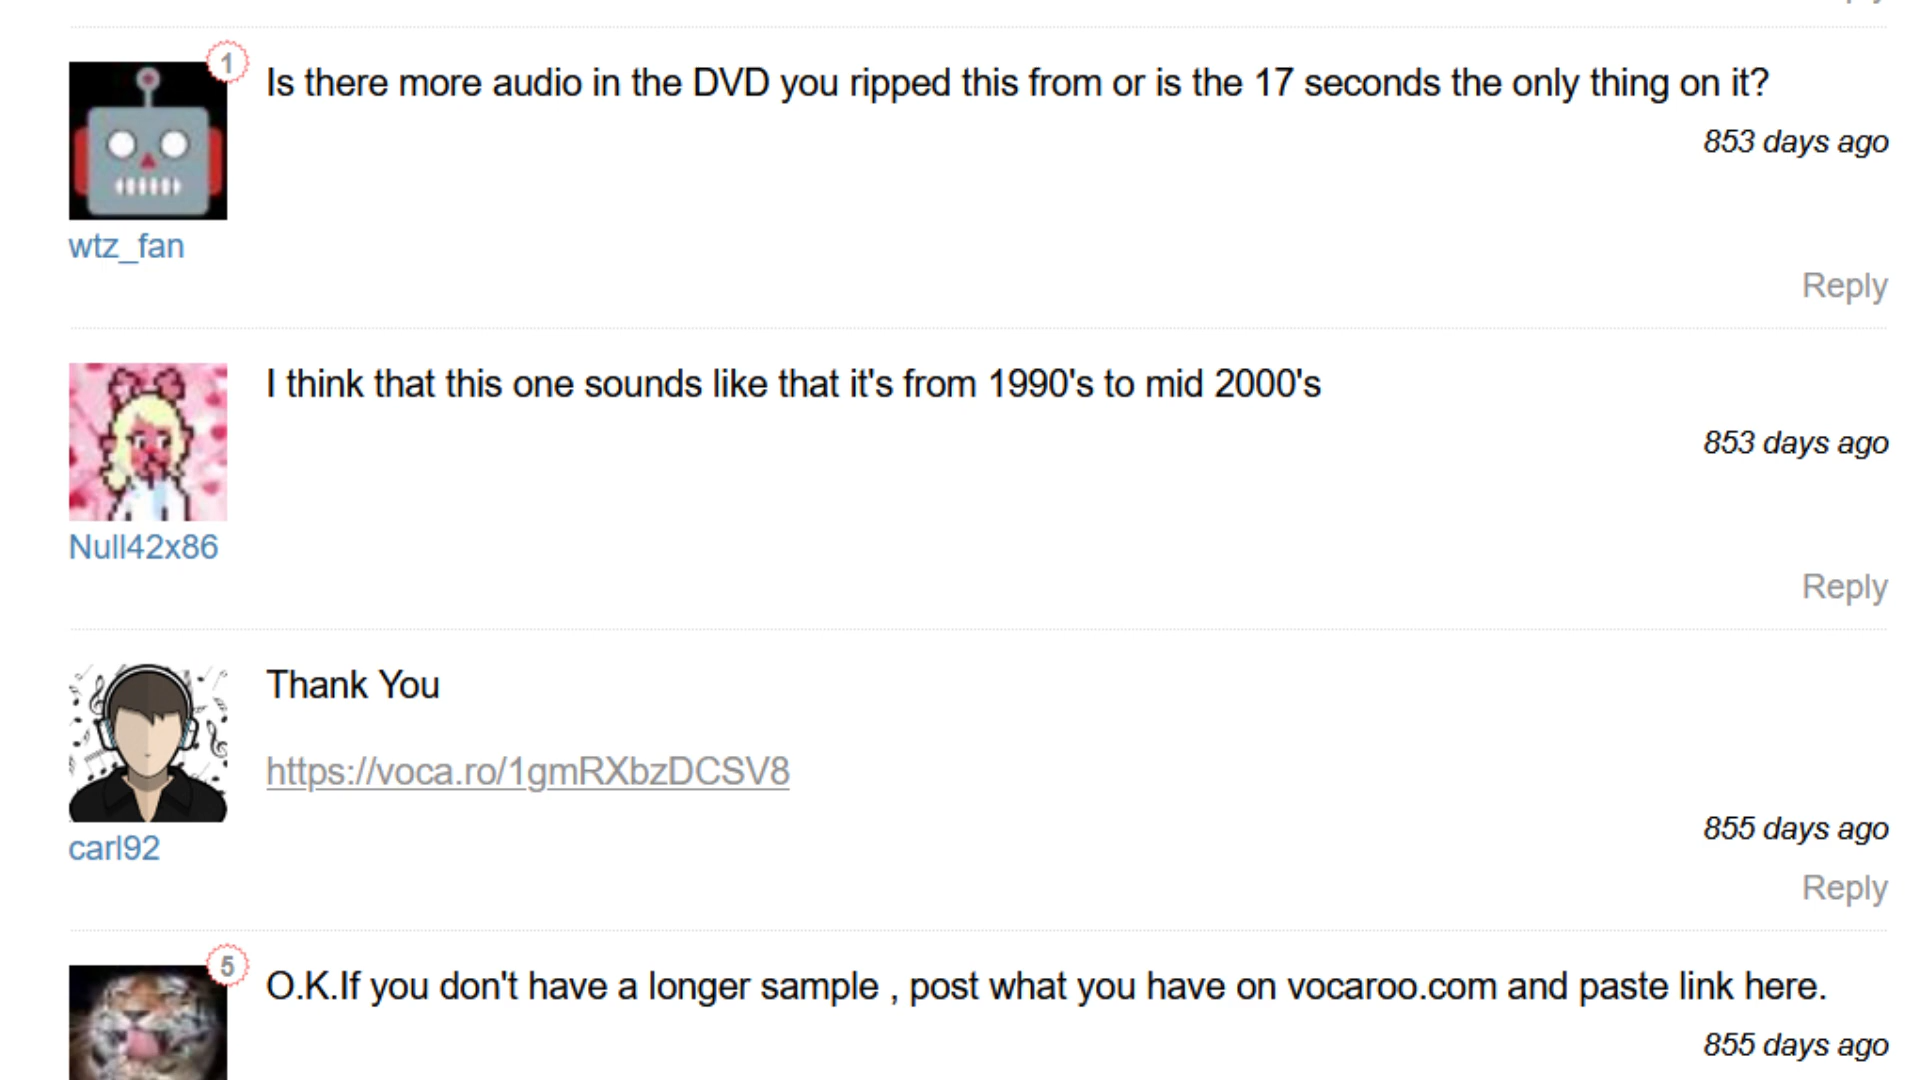 1
Is there more audio in the DVD you ripped this from or is the 17 seconds the only thing on it?
853 days ago
wtz_fan
Reply
I think that this one sounds like that it's from 1990's to mid 2000's
853 days ago
Null42x86
Reply
Thank You
https://voca.ro/1gmRXbzDCSV8
855 days ago
carl92
Reply
5
O.K.If you don't have a longer sample , post what you have on vocaroo.com and paste link here.
855 days ago